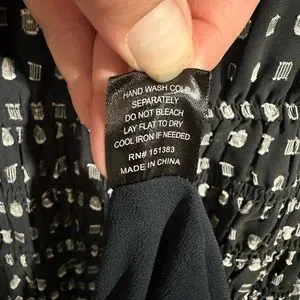 HAND WASH COLD
SEPARATELY
DO NOT BLEACH
LAY FLAT TO DRY
COOL IRON IF NEEDED
RN# 151383
MADE IN CHINA